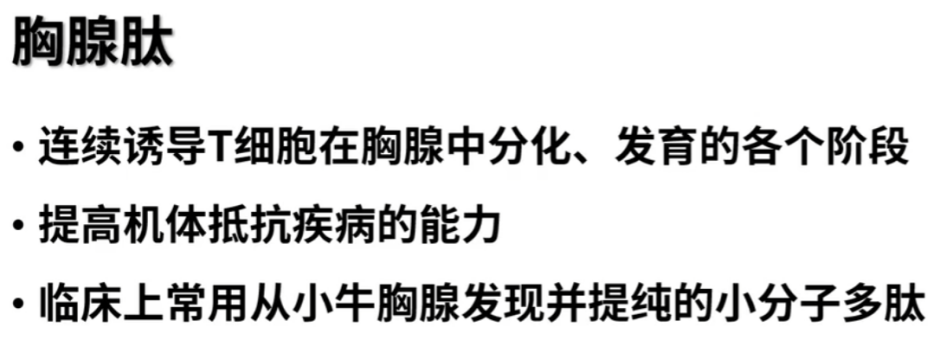 胸腺肽
• 连续诱导T细胞在胸腺中分化、发育的各个阶段
• 提高机体抵抗疾病的能力
• 临床上常用从小牛胸腺发现并提纯的小分子多肽